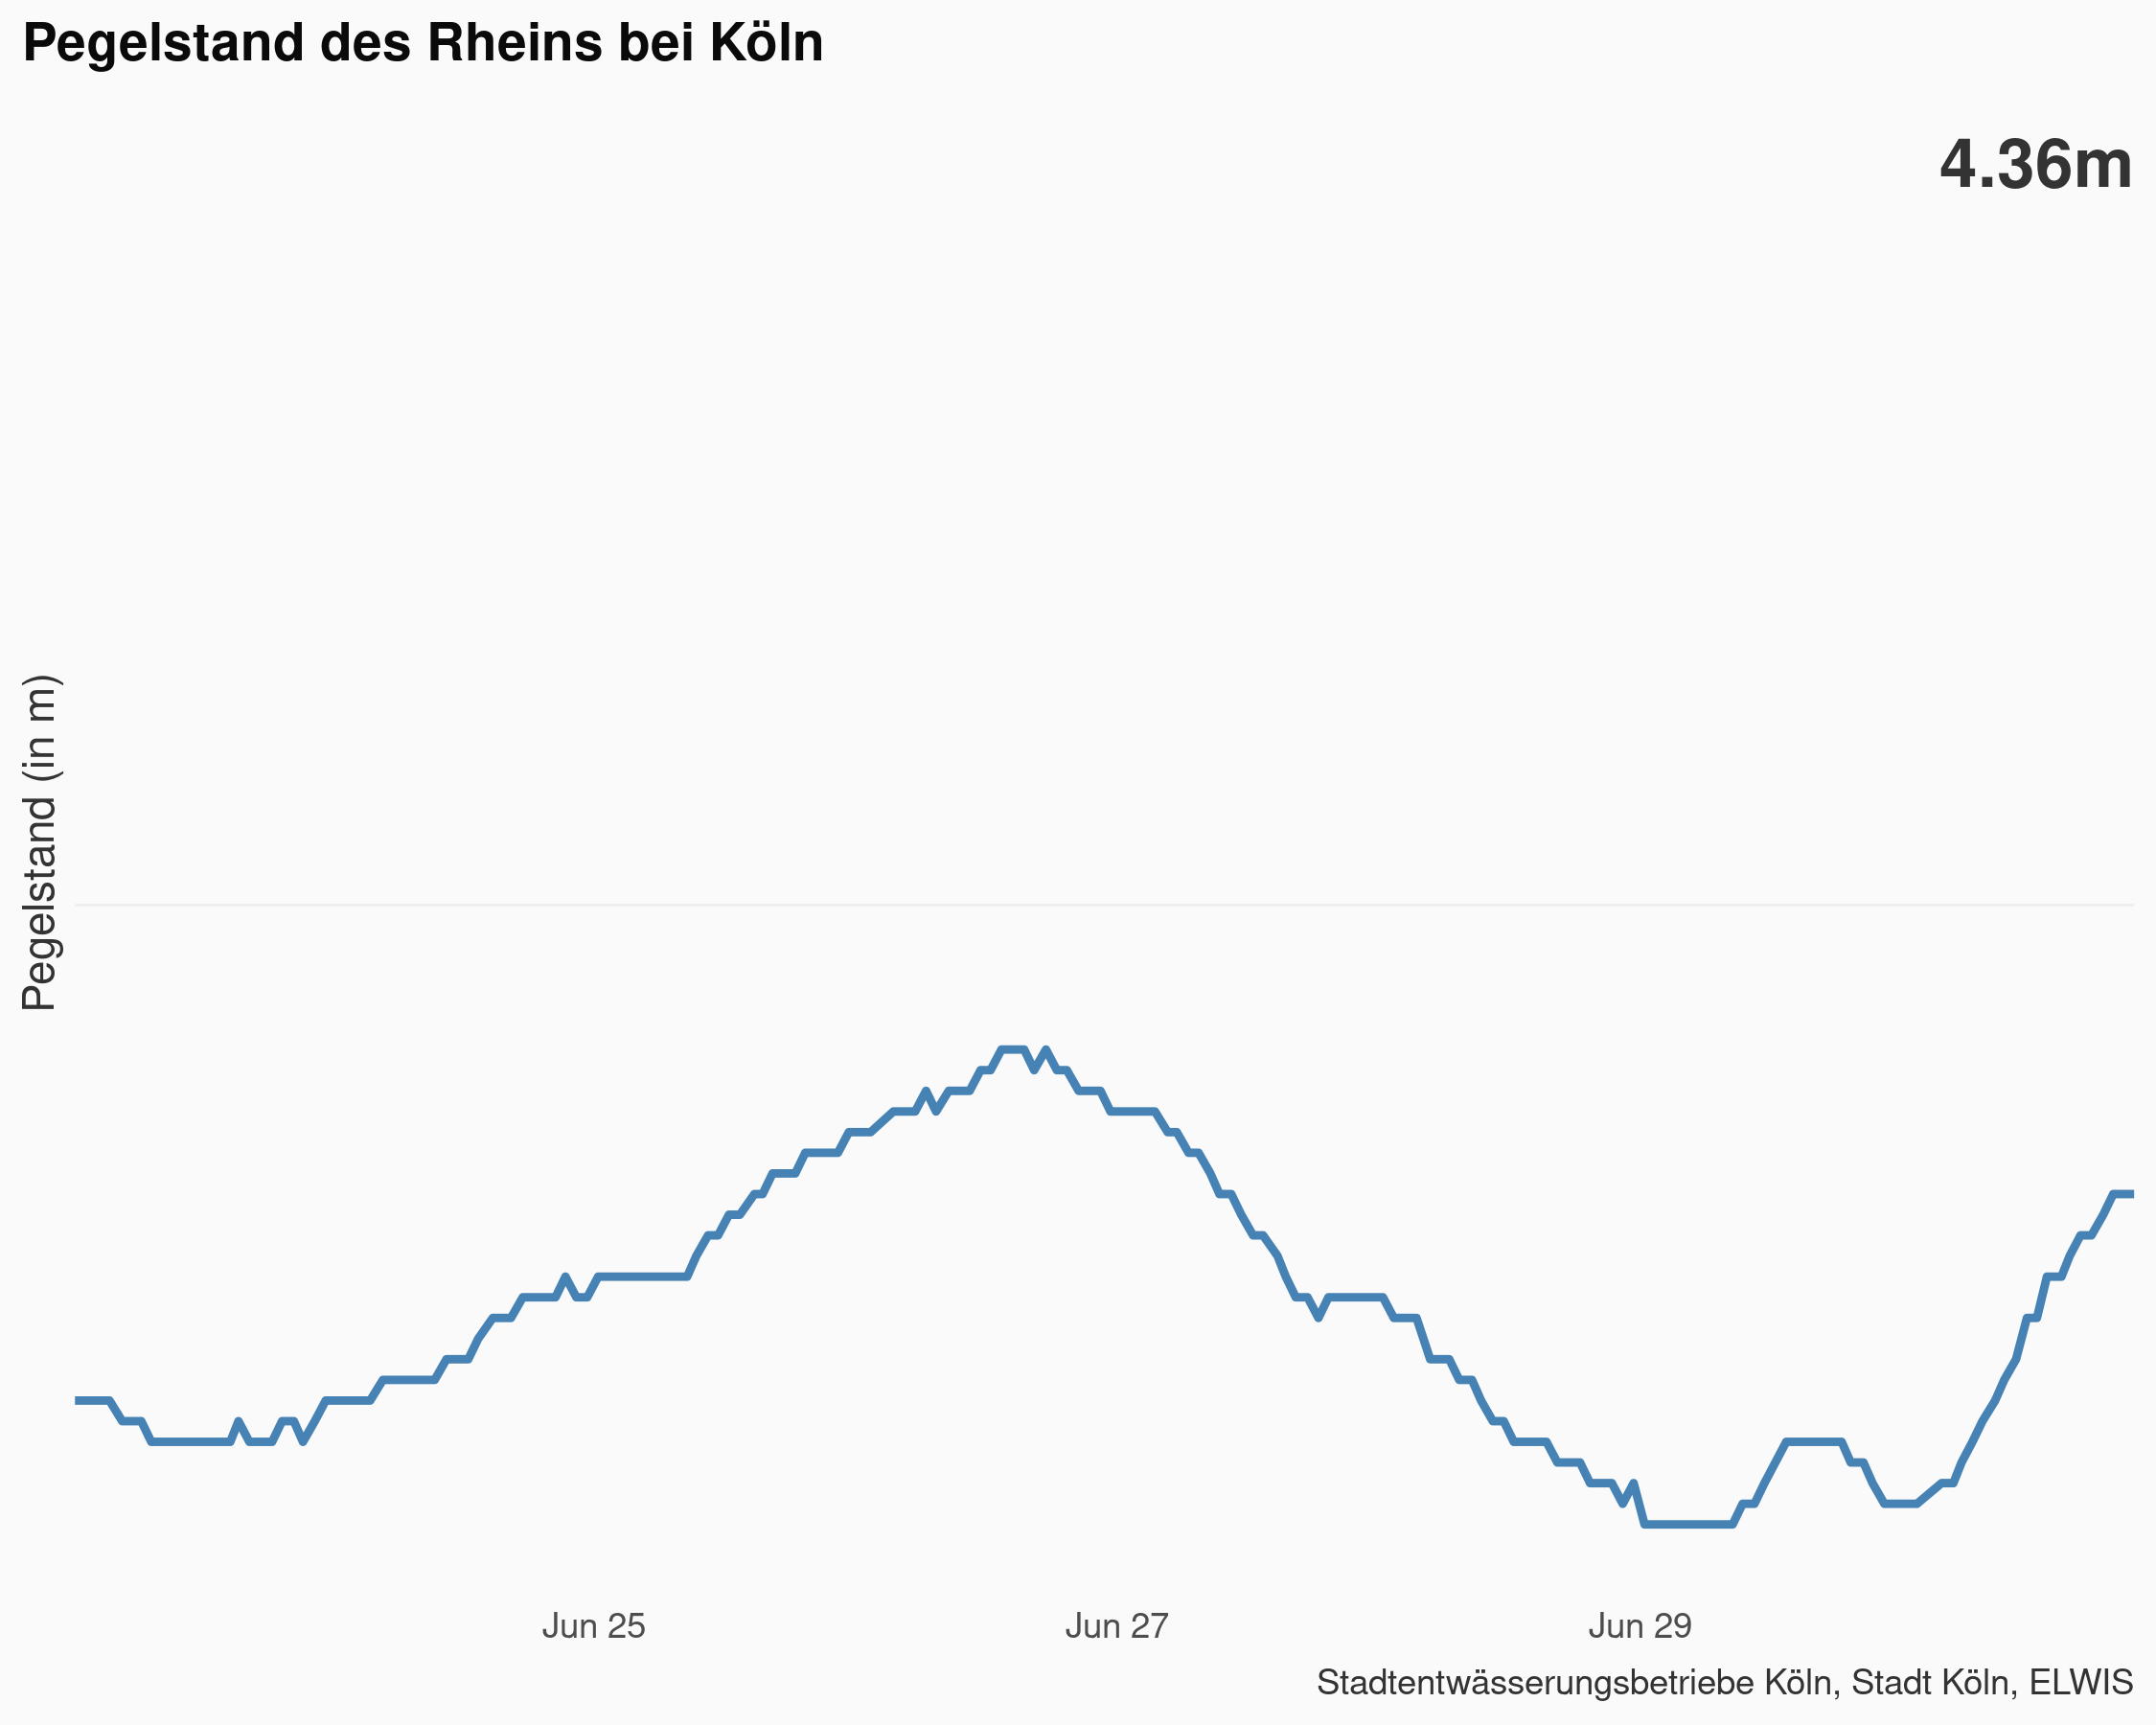 Pegelstand des Rheins bei Köln
4.36m
Pegelstand (in m)
Jun 25
Jun 27
Jun 29
Stadtentwässerungsbetriebe Köln, Stadt Köln, ELWIS